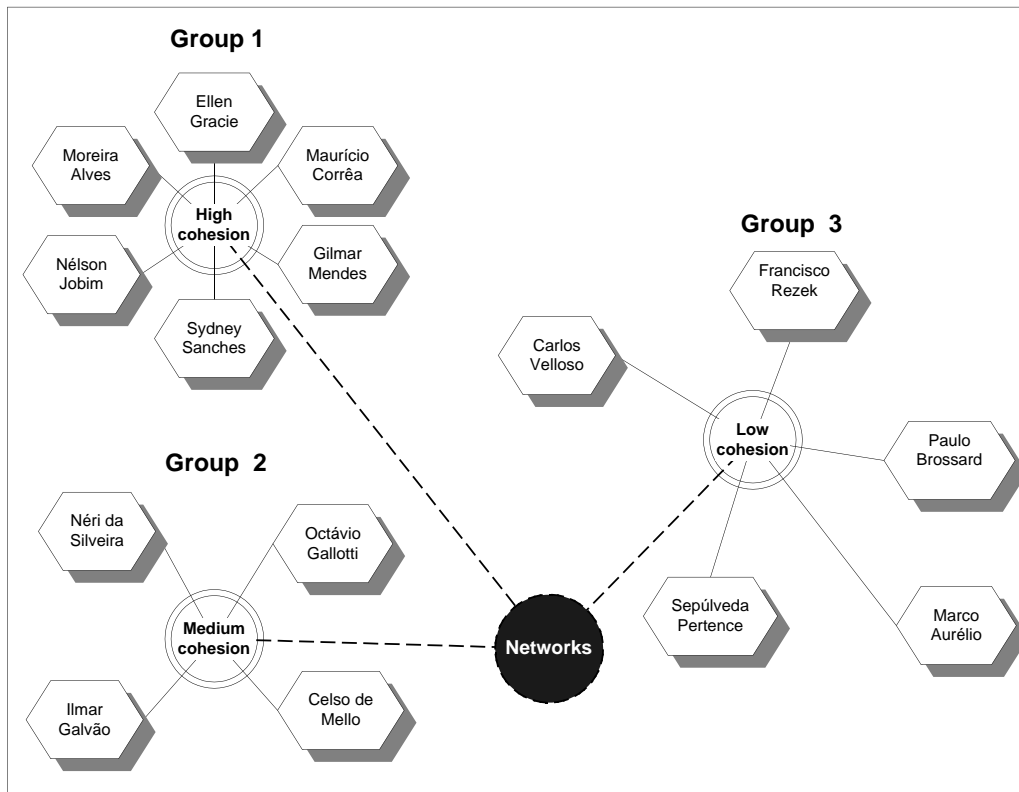 Group 1
Ellen
Gracie
Moreira
Alves
Maurício
Corrêa
High
cohesion
Nélson
Jobim
Gilmar
Mendes
Sydney
Sanches
Group 2
Néri da
Silveira
Octávio
Gallotti
Medium
cohesion
Ilmar
Galvão
Celso de
Mello
Networks
Group 3
Francisco
Rezek
Carlos
Velloso
Low
cohesion
Paulo
Brossard
Sepúlveda
Pertence
Marco
Aurélio